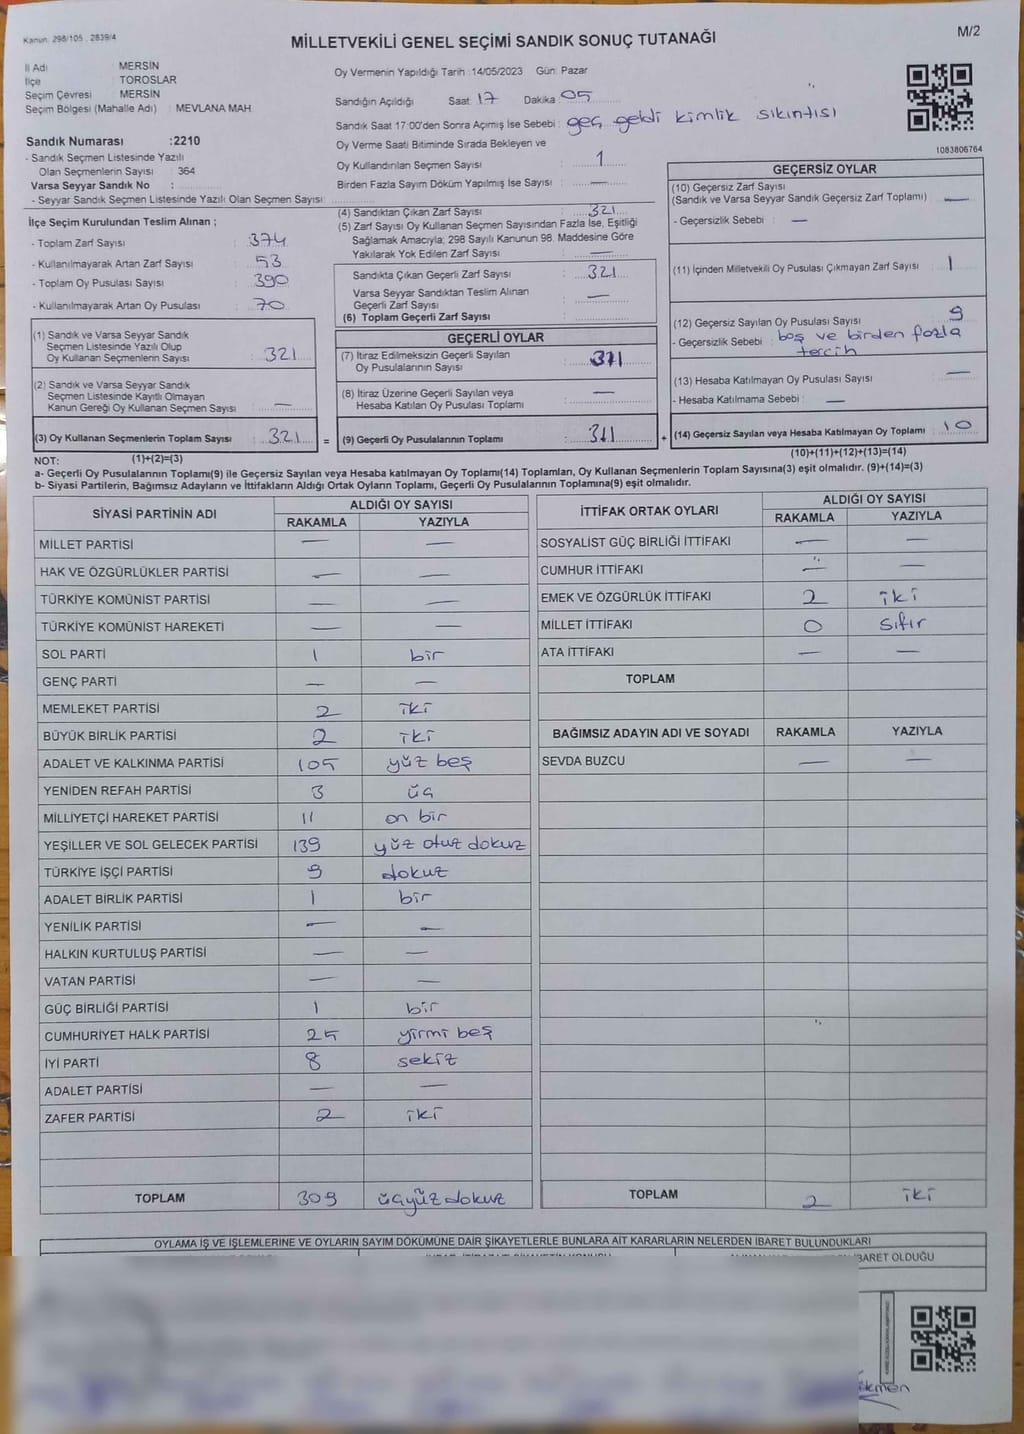 Kanun: 298/105 , 2839/4
MİLLETVEKİLİ GENEL SEÇİMİ SANDIK SONUÇ TUTANAĞI
M/2
İl Adı : MERSİN
İlçe : TOROSLAR
Seçim Çevresi : MERSİN
Seçim Bölgesi (Mahalle Adı) : MEVLANA MAH.
Sandık Numarası :2210
- Sandık Seçmen Listesinde Yazılı
Olan Seçmenlerin Sayısı : 364
Varsa Seyyar Sandık No :
- Seyyar Sandık Seçmen Listesinde Yazılı Olan Seçmen Sayısı :
Oy Vermenin Yapıldığı Tarih :14/05/2023 Gün: Pazar
Sandığın Açıldığı Saat: 17 Dakika : 05
Sandık Saat 17:00'den Sonra Açımış İse Sebebi : geç geldi kimlik sıkıntısı
Oy Verme Saati Bitiminde Sırada Bekleyen ve
Oy Kullandırılan Seçmen Sayısı : 1
Birden Fazla Sayım Döküm Yapılmış İse Sayısı : —
1083806764
İlçe Seçim Kurulundan Teslim Alınan ;
- Toplam Zarf Sayısı : 374
- Kullanılmayarak Artan Zarf Sayısı : 53
- Toplam Oy Pusulası Sayısı : 390
- Kullanılmayarak Artan Oy Pusulası : 70
(4) Sandıktan Çıkan Zarf Sayısı : 321
(5) Zarf Sayısı Oy Kullanan Seçmen Sayısından Fazla İse, Eşitliği
Sağlamak Amacıyla; 298 Sayılı Kanunun 98. Maddesine Göre
Yakılarak Yok Edilen Zarf Sayısı : —
Sandıkta Çıkan Geçerli Zarf Sayısı : 321
Varsa Seyyar Sandıktan Teslim Alınan
Geçerli Zarf Sayısı : —
(6) Toplam Geçerli Zarf Sayısı :
GEÇERSİZ OYLAR
(10) Geçersiz Zarf Sayısı
(Sandık ve Varsa Seyyar Sandık Geçersiz Zarf Toplamı) : —
- Geçersizlik Sebebi : —
(11) İçinden Milletvekili Oy Pusulası Çıkmayan Zarf Sayısı : 1
(12) Geçersiz Sayılan Oy Pusulası Sayısı : 9
- Geçersizlik Sebebi : boş ve birden fazla
tercih
(13) Hesaba Katılmayan Oy Pusulası Sayısı : —
- Hesaba Katılmama Sebebi : —
(14) Geçersiz Sayılan veya Hesaba Katılmayan Oy Toplamı : 10
(10)+(11)+(12)+(13)=(14)
(1) Sandık ve Varsa Seyyar Sandık
Seçmen Listesinde Yazılı Olup
Oy Kullanan Seçmenlerin Sayısı : 321
(2) Sandık ve Varsa Seyyar Sandık
Seçmen Listesinde Kayıtlı Olmayan
Kanun Gereği Oy Kullanan Seçmen Sayısı : —
(3) Oy Kullanan Seçmenlerin Toplam Sayısı : 321 =
(1)+(2)=(3)
GEÇERLİ OYLAR
(7) İtiraz Edilmeksizin Geçerli Sayılan
Oy Pusulalarının Sayısı : 311
(8) İtiraz Üzerine Geçerli Sayılan veya
Hesaba Katılan Oy Pusulası Toplamı : —
(9) Geçerli Oy Pusulalarının Toplamı : 311 +
NOT:
a- Geçerli Oy Pusulalarının Toplamı(9) ile Geçersiz Sayılan veya Hesaba katılmayan Oy Toplamı(14) Toplamları, Oy Kullanan Seçmenlerin Toplam Sayısına(3) eşit olmalıdır. (9)+(14)=(3)
b- Siyasi Partilerin, Bağımsız Adayların ve İttifakların Aldığı Ortak Oyların Toplamı, Geçerli Oy Pusulalarının Toplamına(9) eşit olmalıdır.
SİYASİ PARTİNİN ADI ALDIĞI OY SAYISI
RAKAMLA YAZIYLA
MİLLET PARTİSİ — —
HAK VE ÖZGÜRLÜKLER PARTİSİ — —
TÜRKİYE KOMÜNİST PARTİSİ — —
TÜRKİYE KOMÜNİST HAREKETİ — —
SOL PARTİ 1 bir
GENÇ PARTİ — —
MEMLEKET PARTİSİ 2 iki
BÜYÜK BİRLİK PARTİSİ 2 iki
ADALET VE KALKINMA PARTİSİ 105 yüz beş
YENİDEN REFAH PARTİSİ 3 üç
MİLLİYETÇİ HAREKET PARTİSİ 11 on bir
YEŞİLLER VE SOL GELECEK PARTİSİ 139 yüz otuz dokuz
TÜRKİYE İŞÇİ PARTİSİ 9 dokuz
ADALET BİRLİK PARTİSİ 1 bir
YENİLİK PARTİSİ — —
HALKIN KURTULUŞ PARTİSİ — —
VATAN PARTİSİ — —
GÜÇ BİRLİĞİ PARTİSİ 1 bir
CUMHURİYET HALK PARTİSİ 25 yirmi beş
İYİ PARTİ 8 sekiz
ADALET PARTİSİ — —
ZAFER PARTİSİ 2 iki
TOPLAM 309 üçyüz dokuz
İTTİFAK ORTAK OYLARI ALDIĞI OY SAYISI
RAKAMLA YAZIYLA
SOSYALİST GÜÇ BİRLİĞİ İTTİFAKI — —
CUMHUR İTTİFAKI — —
EMEK VE ÖZGÜRLÜK İTTİFAKI 2 iki
MİLLET İTTİFAKI 0 sıfır
ATA İTTİFAKI — —
TOPLAM
BAĞIMSIZ ADAYIN ADI VE SOYADI RAKAMLA YAZIYLA
SEVDA BUZCU — —
TOPLAM 2 iki
OYLAMA İŞ VE İŞLEMLERİNE VE OYLARIN SAYIM DÖKÜMÜNE DAİR ŞİKAYETLERLE BUNLARA AİT KARARLARIN NELERDEN İBARET BULUNDUKLARI
İBARET OLDUĞU